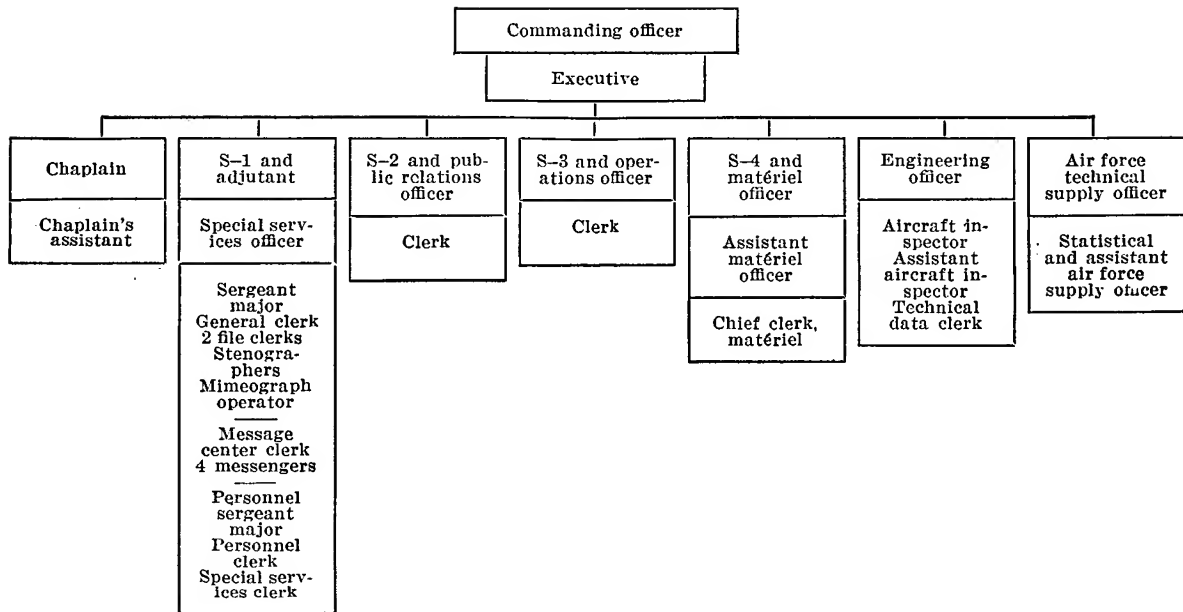 Commanding officer
Executive
Chaplain
Chaplain's
assistant
S–1 and
adjutant
Special serv-
ices officer
Sergeant
major
General clerk
2 file clerks
Stenogra-
phers
Mimeograph
operator
Message
center clerk
4 messengers
Personnel
sergeant
major
Personnel
clerk
Special serv-
ices clerk
S–2 and pub-
lic relations
officer
Clerk
S–3 and oper-
ations officer
Clerk
S–4 and
matériel
officer
Assistant
matériel
officer
Chief clerk,
matériel
Engineering
officer
Aircraft in-
spector
Assistant
aircraft in-
spector
Technical
data clerk
Air force
technical
supply officer
Statistical
and assistant
air force
supply officer